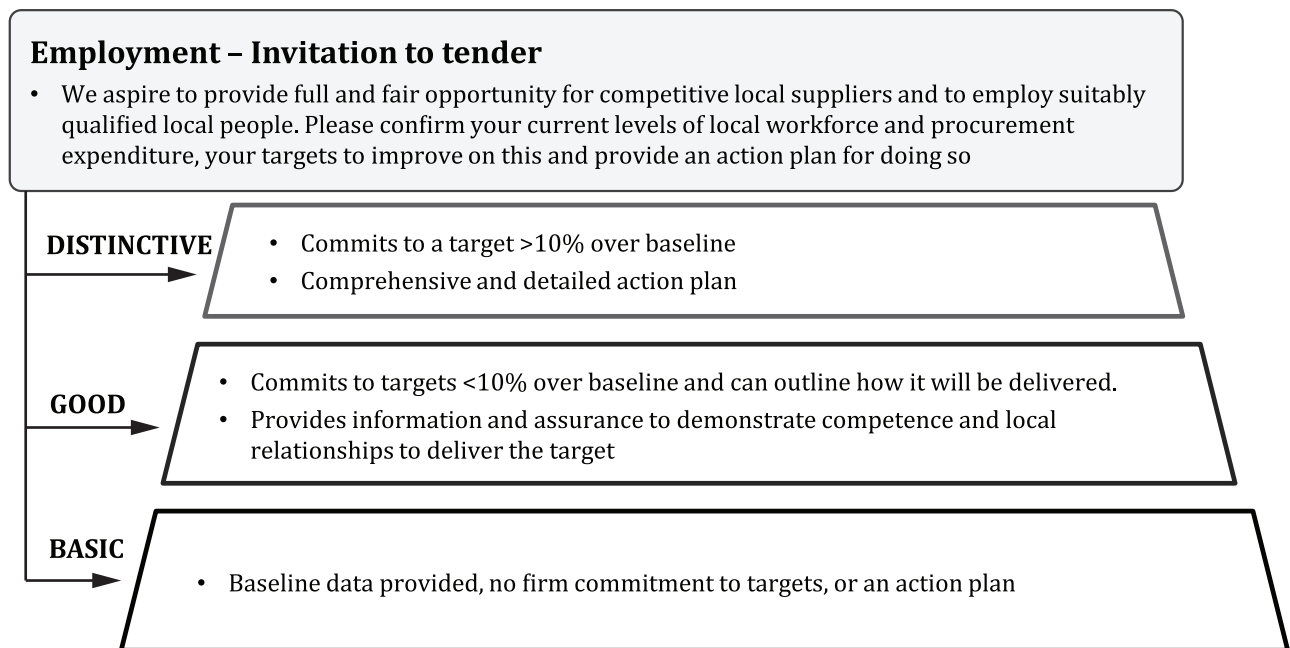 Employment – Invitation to tender
• We aspire to provide full and fair opportunity for competitive local suppliers and to employ suitably
qualified local people. Please confirm your current levels of local workforce and procurement
expenditure, your targets to improve on this and provide an action plan for doing so
DISTINCTIVE
• Commits to a target >10% over baseline
• Comprehensive and detailed action plan
GOOD
• Commits to targets <10% over baseline and can outline how it will be delivered.
• Provides information and assurance to demonstrate competence and local
relationships to deliver the target
BASIC
• Baseline data provided, no firm commitment to targets, or an action plan